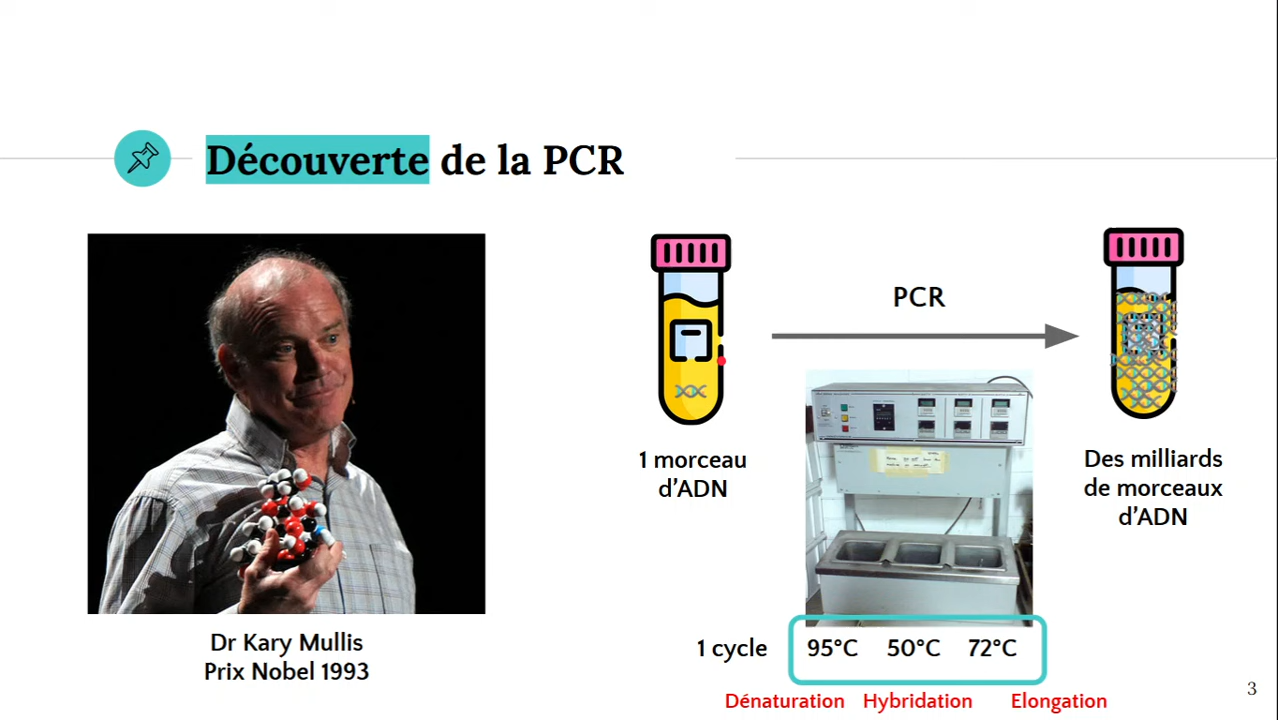 Découverte de la PCR
PCR
1 morceau
d'ADN
Des milliards
de morceaux
d'ADN
Dr Kary Mullis
Prix Nobel 1993
1 cycle 95°C 50°C 72°C
Dénaturation Hybridation Elongation
3